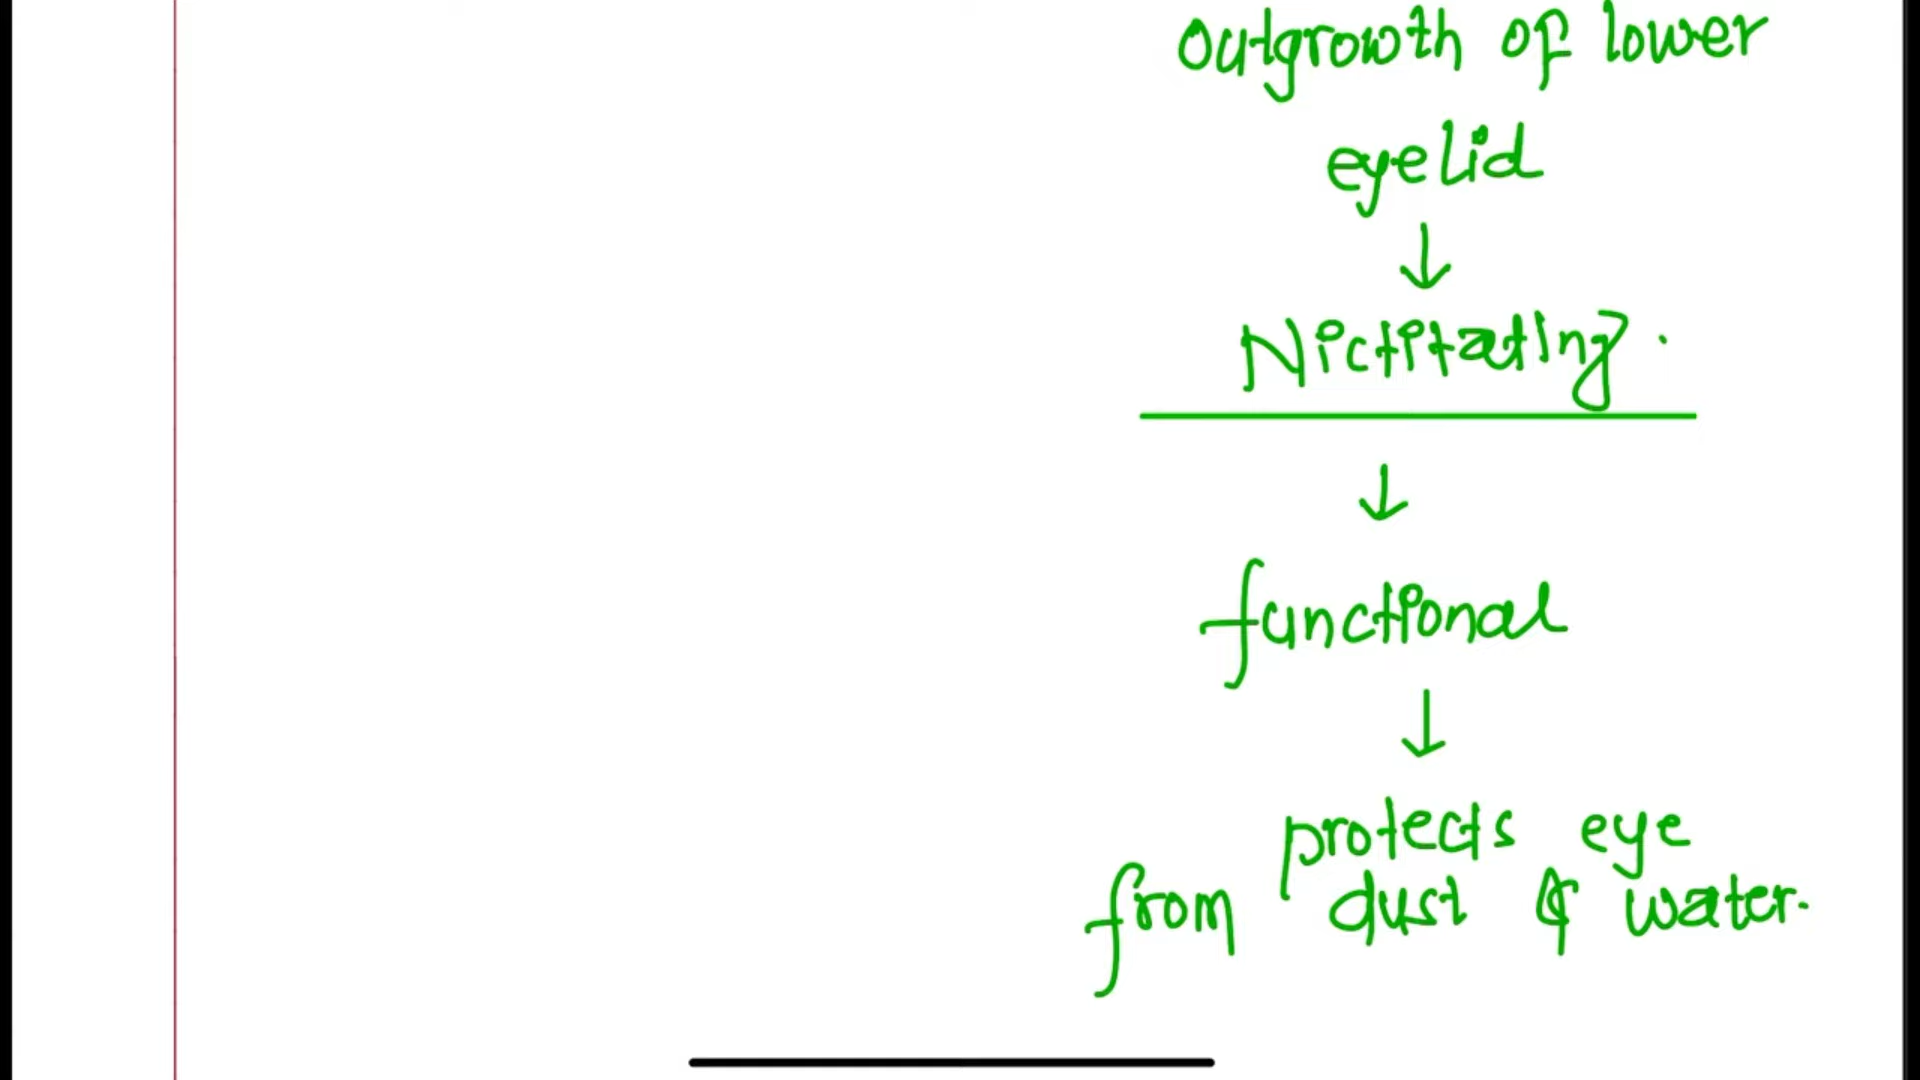 outgrowth of lower
eyelid
↓
Nictitating.
↓
functional
↓
protects eye
from dust & water.